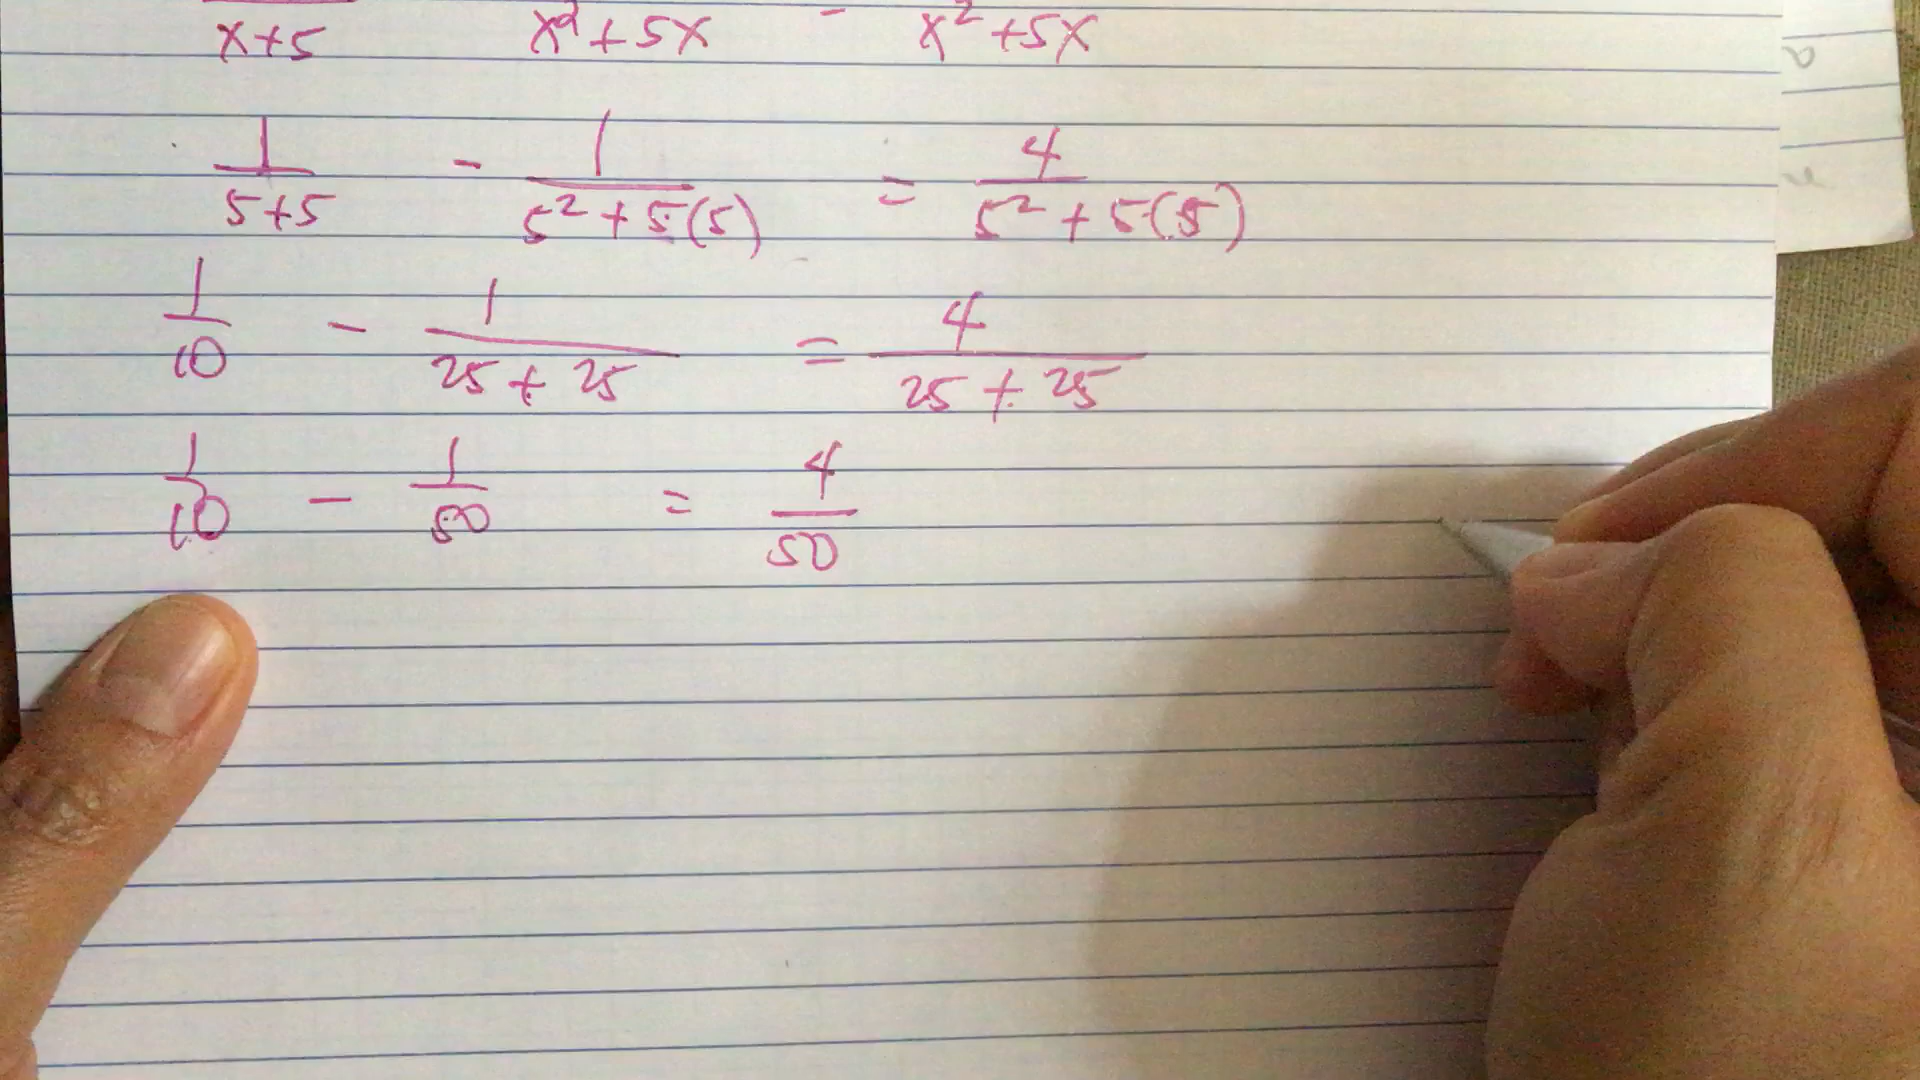 x+5 x²+5x - x²+5x
1/(5+5) - 1/(5²+5(5)) = 4/(5²+5(5))
1/10 - 1/(25+25) = 4/(25+25)
1/10 - 1/50 = 4/50